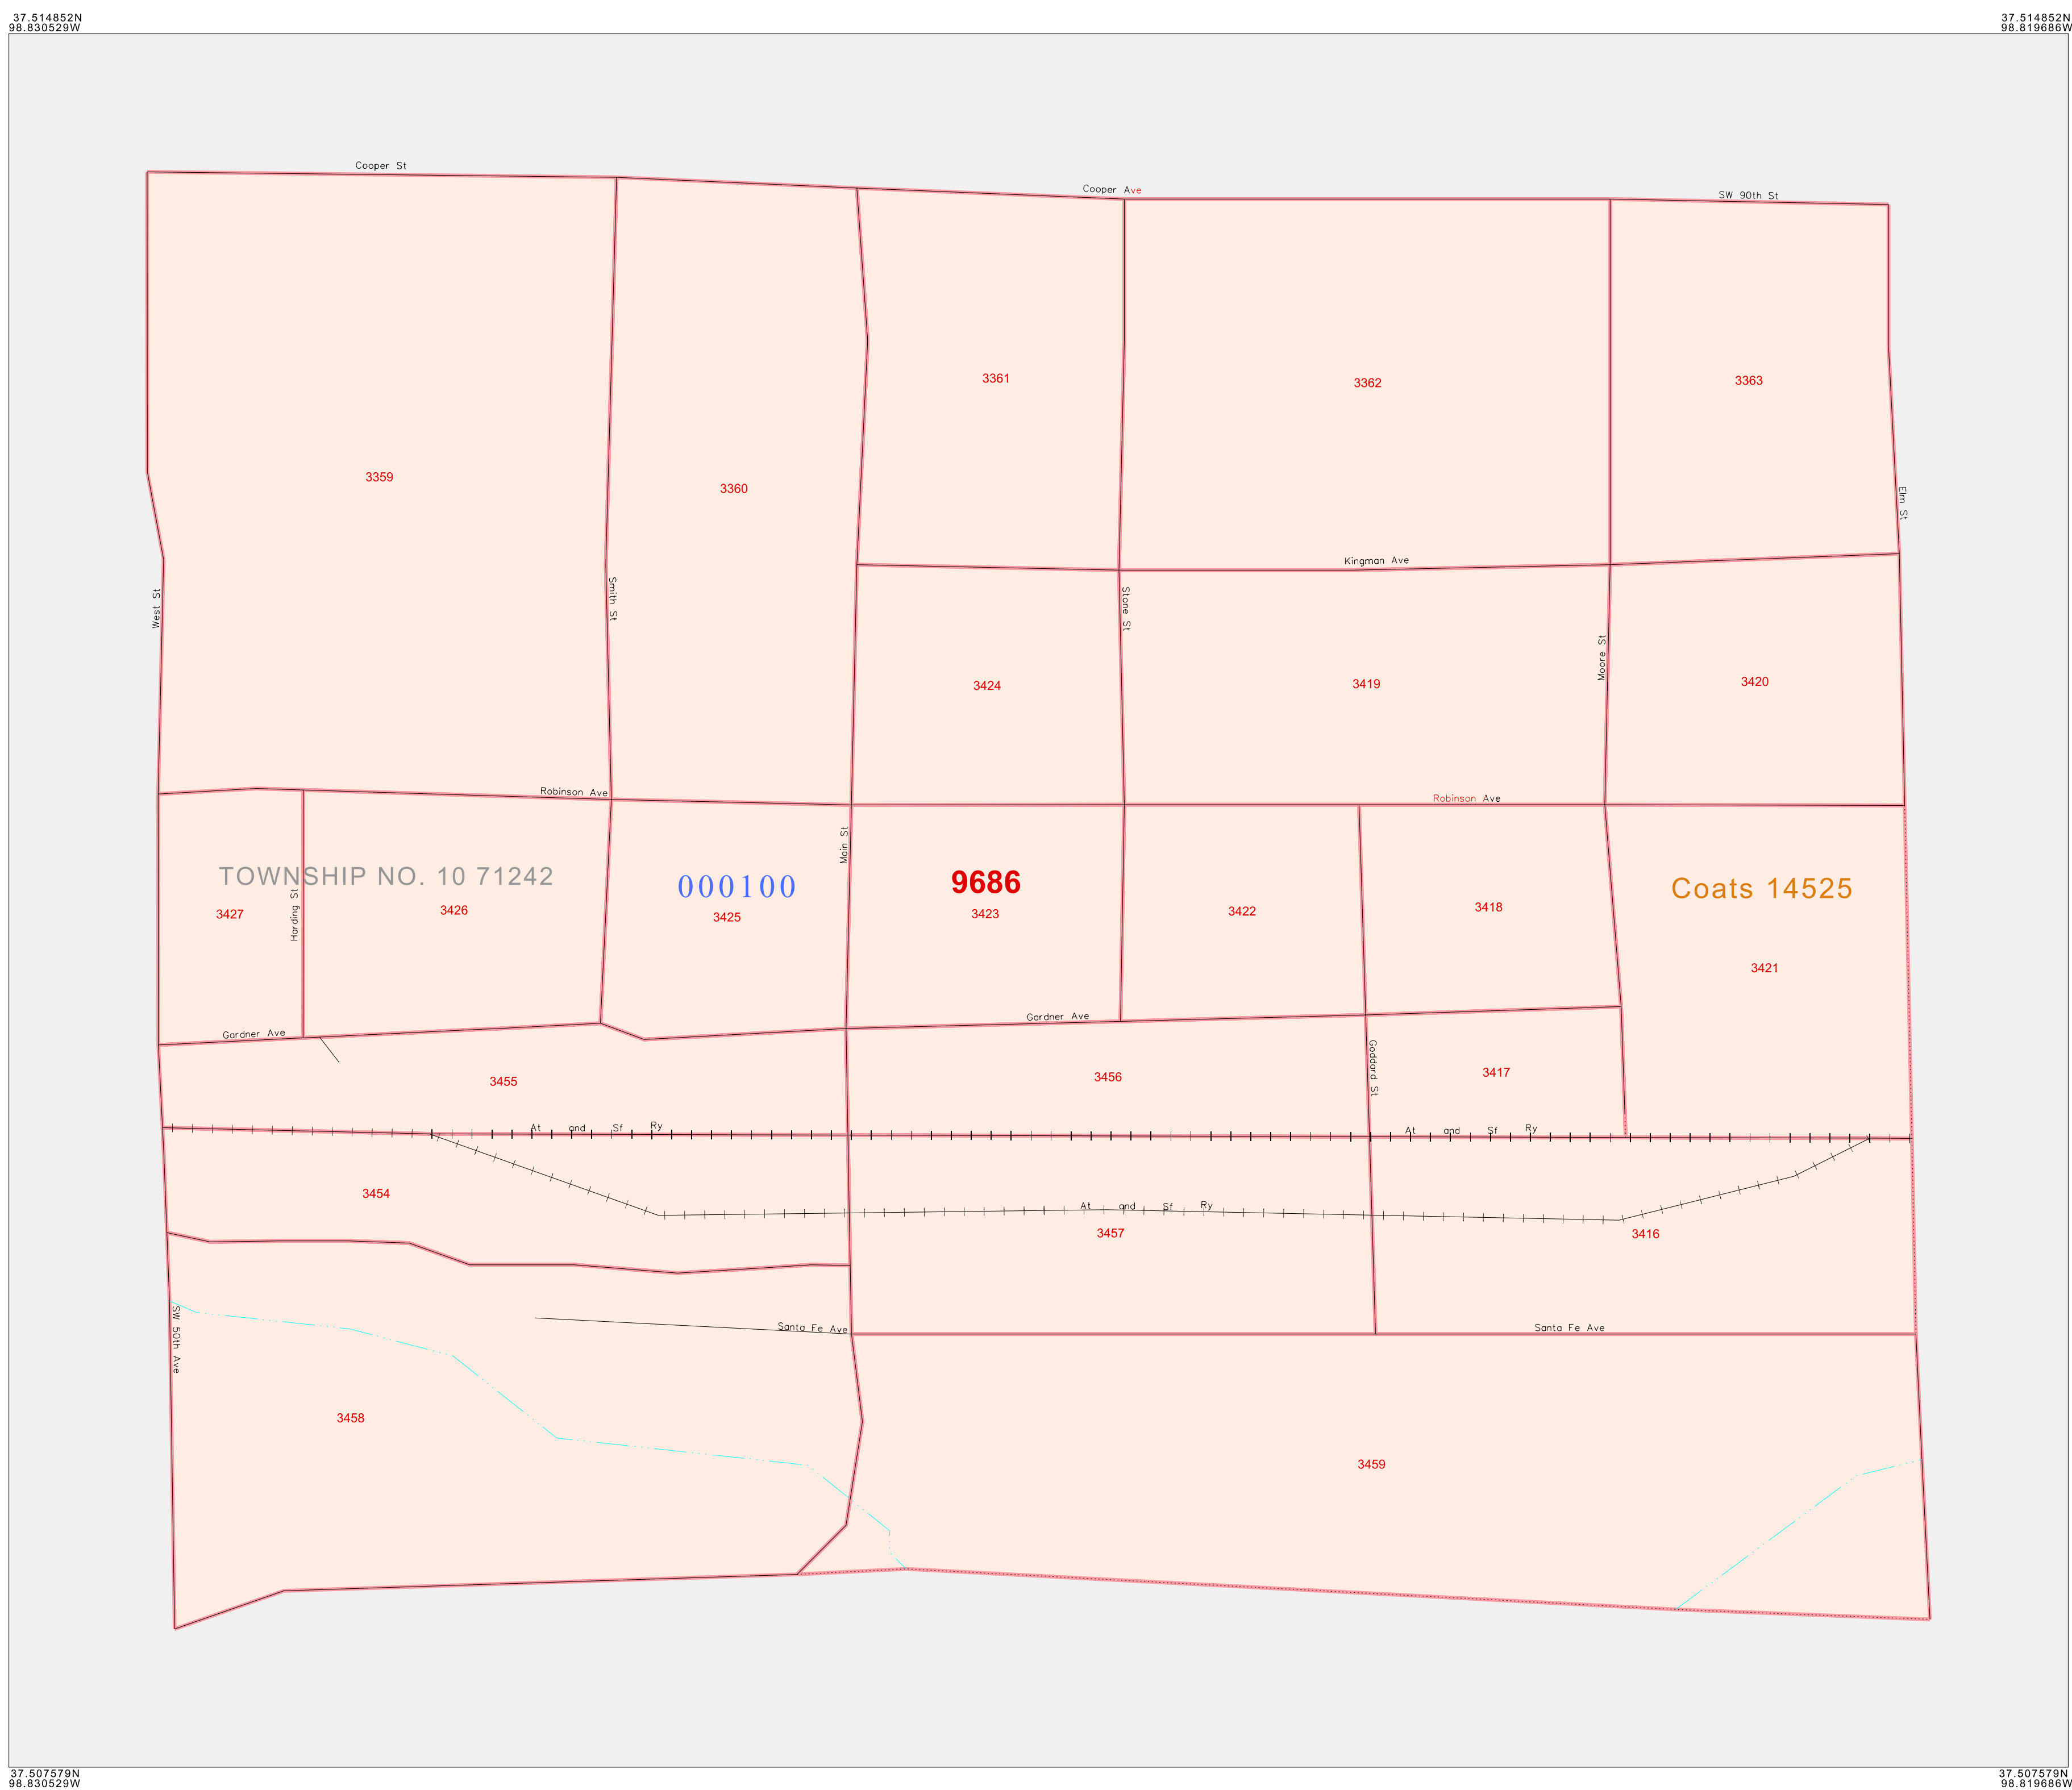 37.514852N
98.830529W
37.514852N
98.819686W
Cooper St
Cooper Ave
SW 90th St
3361
3362
3363
3359
3360
Elm St
Kingman Ave
West St
Smith St
Stone St
Moore St
3424
3419
3420
Robinson Ave
Robinson Ave
Main St
TOWNSHIP NO. 10 71242
000100
9686
Coats 14525
3427
Harding St
3426
3425
3423
3422
3418
3421
Gardner Ave
Gardner Ave
3455
3456
Goddard St
3417
At and Sf Ry
At and Sf Ry
3454
At and Sf Ry
3457
3416
SW 50th Ave
Santa Fe Ave
Santa Fe Ave
3458
3459
37.507579N
98.830529W
37.507579N
98.819686W